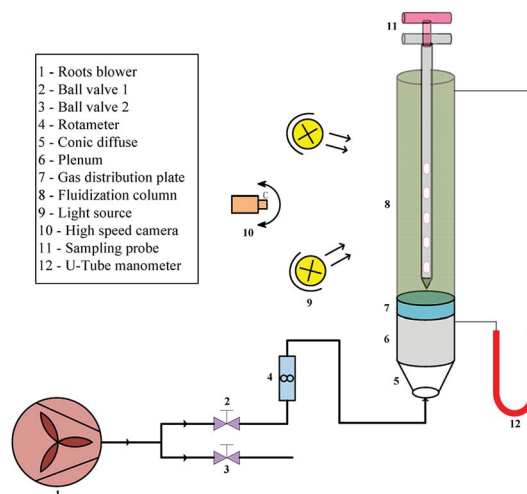 1 - Roots blower
2 - Ball valve 1
3 - Ball valve 2
4 - Rotameter
5 - Conic diffuse
6 - Plenum
7 - Gas distribution plate
8 - Fluidization column
9 - Light source
10 - High speed camera
11 - Sampling probe
12 - U-Tube manometer
11
8
10
9
7
6
4
5
2
12
3
1